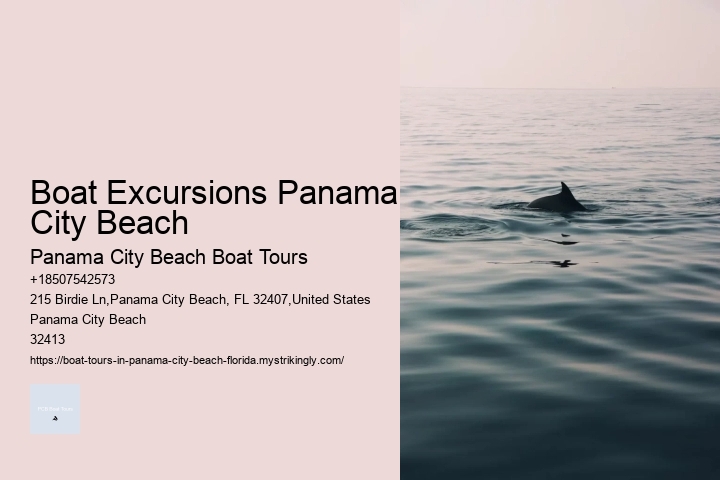 Boat Excursions Panama
City Beach
Panama City Beach Boat Tours
+18507542573
215 Birdie Ln,Panama City Beach, FL 32407,United States
Panama City Beach
32413
https://boat-tours-in-panama-city-beach-florida.mystrikingly.com/